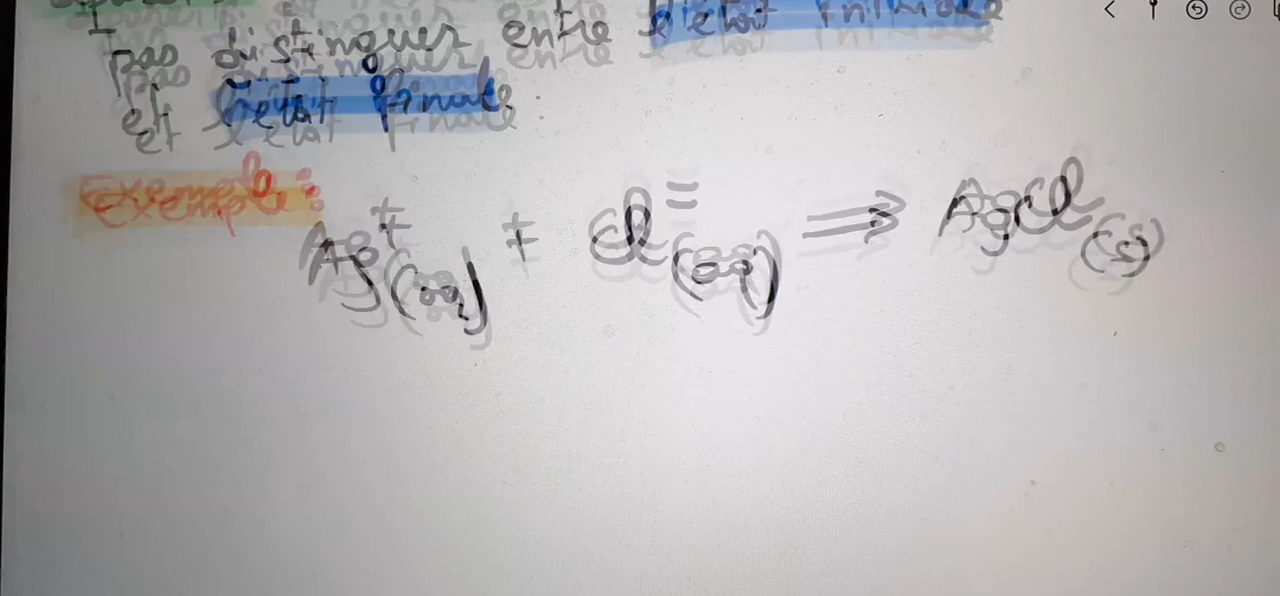 pas distinguer entre l'état initiale
et l'état finale.
Exemple :
Ag⁺(aq) + Cl⁻(aq) → AgCl(s)